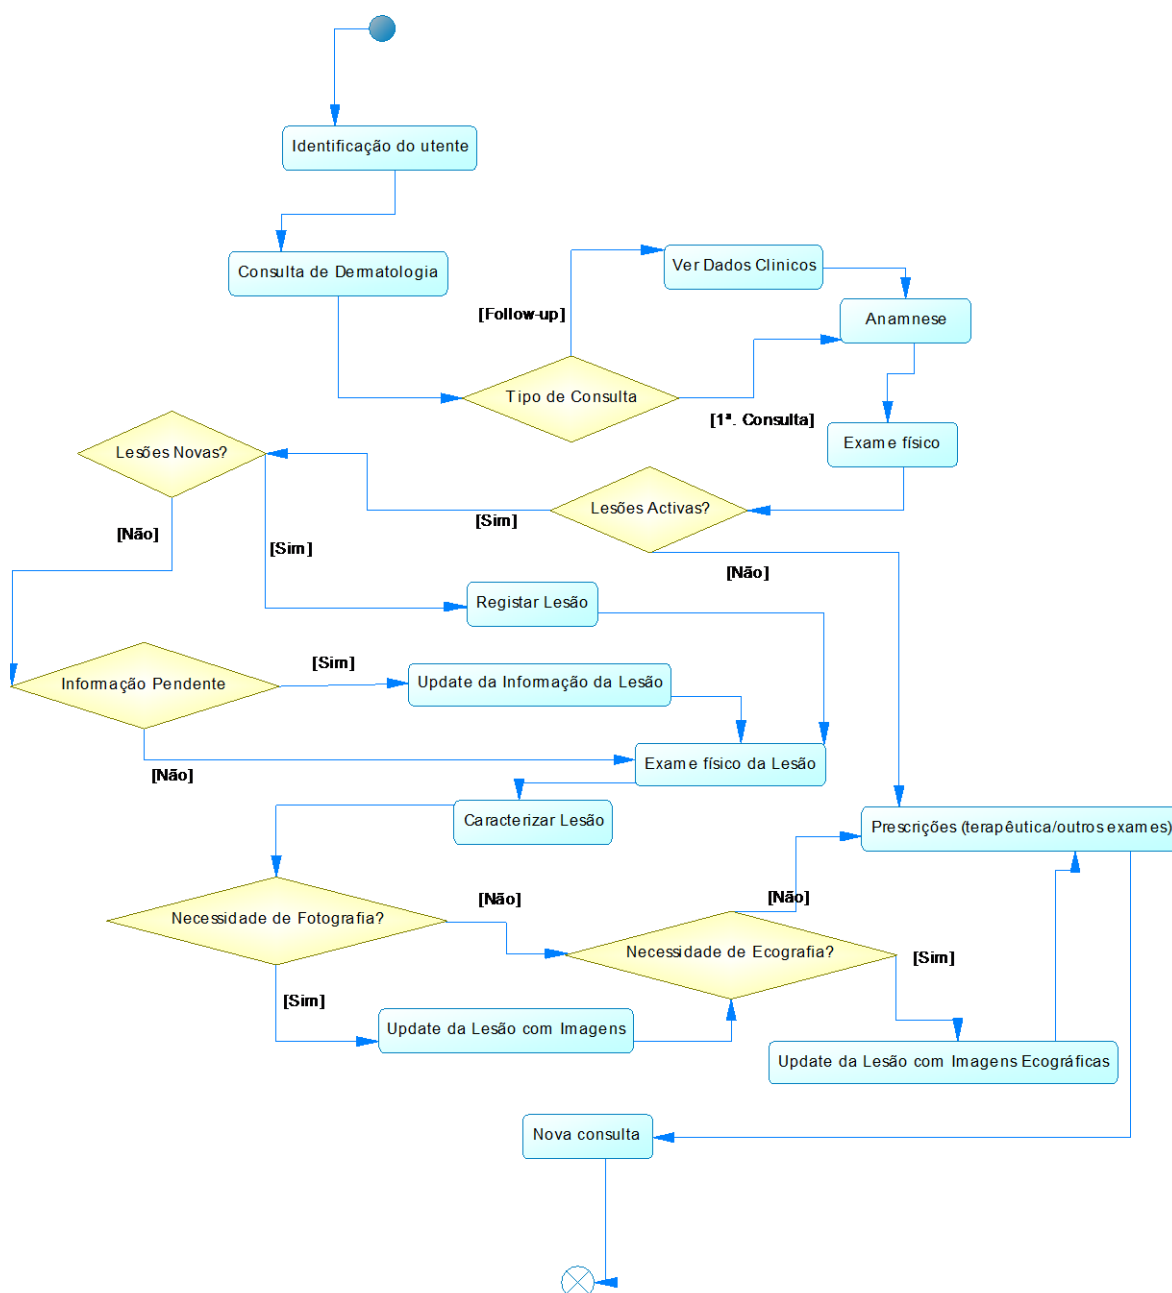 Identificação do utente
Consulta de Dermatologia
Ver Dados Clinicos
[Follow-up]
Anamnese
Tipo de Consulta
[1ª. Consulta]
Exame físico
Lesões Novas?
Lesões Activas?
[Sim]
[Não]
[Sim]
[Não]
Registar Lesão
[Sim]
Informação Pendente
Update da Informação da Lesão
[Não]
Exame físico da Lesão
Caracterizar Lesão
Prescrições (terapêutica/outros exames)
[Não]
[Não]
Necessidade de Fotografia?
Necessidade de Ecografia?
[Sim]
[Sim]
Update da Lesão com Imagens
Update da Lesão com Imagens Ecográficas
Nova consulta